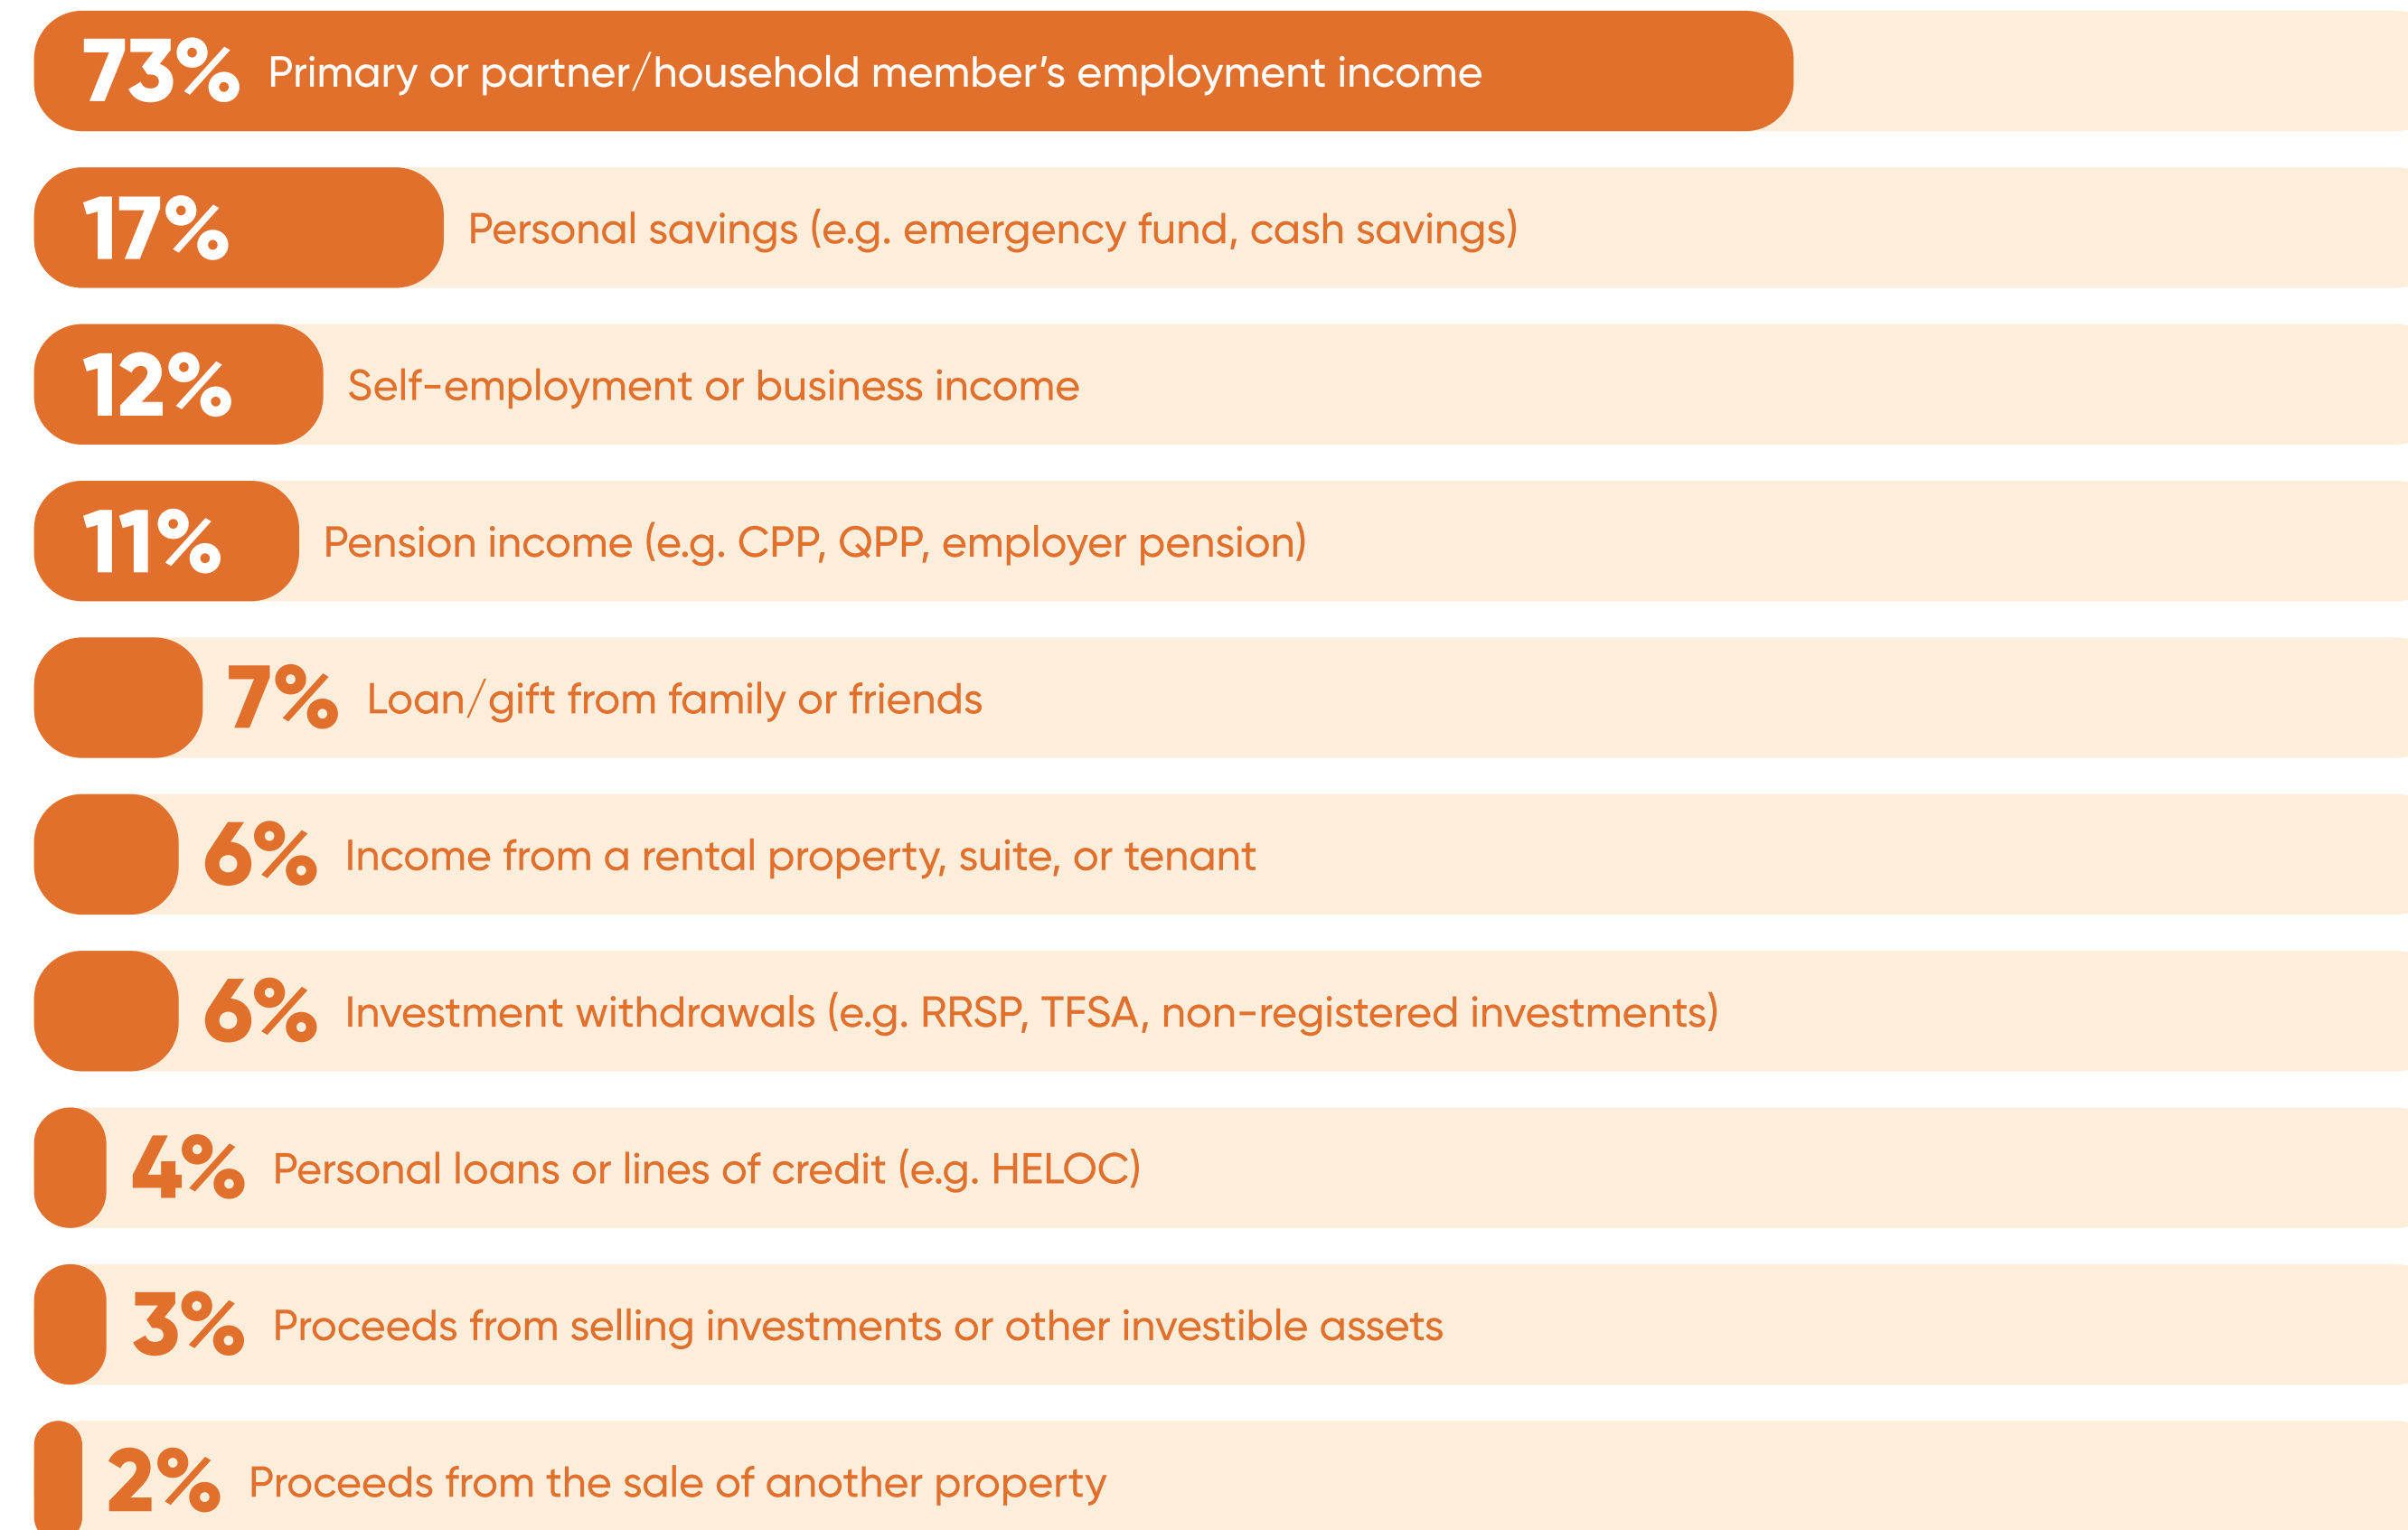 73% Primary or partner/household member's employment income
17% Personal savings (e.g. emergency fund, cash savings)
12% Self-employment or business income
11% Pension income (e.g. CPP, QPP, employer pension)
7% Loan/gift from family or friends
6% Income from a rental property, suite, or tenant
6% Investment withdrawals (e.g. RRSP, TFSA, non-registered investments)
4% Personal loans or lines of credit (e.g. HELOC)
3% Proceeds from selling investments or other investible assets
2% Proceeds from the sale of another property